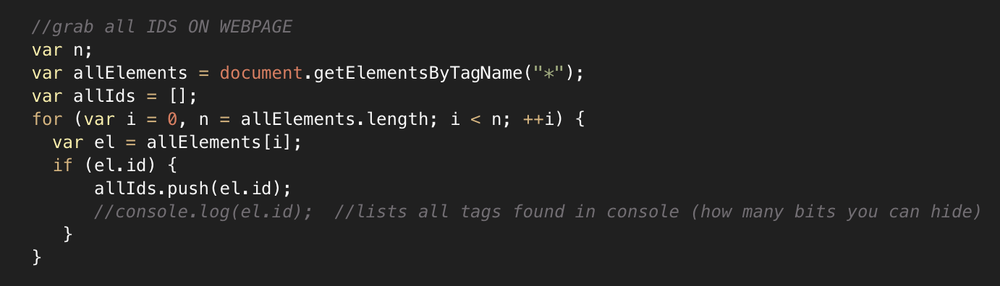 //grab all IDS ON WEBPAGE
var n;
var allElements = document.getElementsByTagName("*");
var allIds = [];
for (var i = 0, n = allElements.length; i < n; ++i) {
  var el = allElements[i];
  if (el.id) {
      allIds.push(el.id);
      //console.log(el.id);  //lists all tags found in console (how many bits you can hide)
   }
}